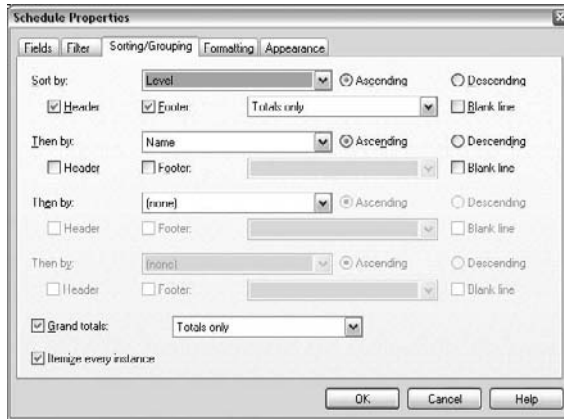 Schedule Properties
Fields Filter Sorting/Grouping Formatting Appearance
Sort by: Level Ascending Descending
Header Footer: Totals only Blank line
Then by: Name Ascending Descending
Header Footer: Blank line
Then by: (none) Ascending Descending
Header Footer: Blank line
Then by: (none) Ascending Descending
Header Footer: Blank line
Grand totals: Totals only
Itemize every instance
OK Cancel Help